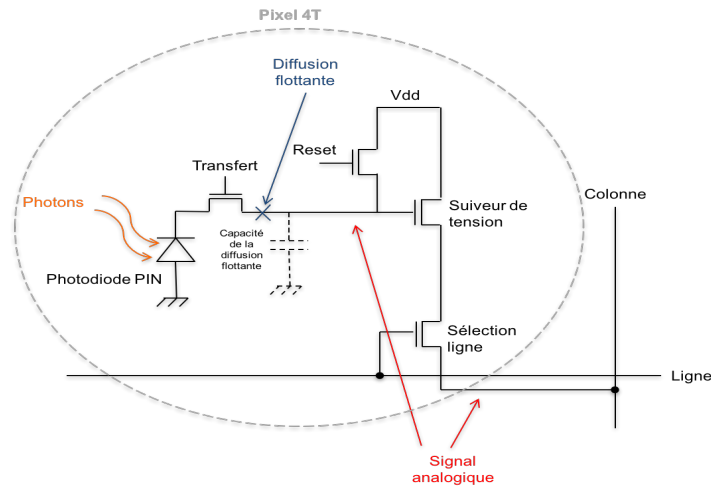 Pixel 4T
Diffusion
flottante
Vdd
Reset
Transfert
Photons
Colonne
Suiveur de
tension
Capacité
de la
diffusion
flottante
Photodiode PIN
Sélection
ligne
Ligne
Signal
analogique